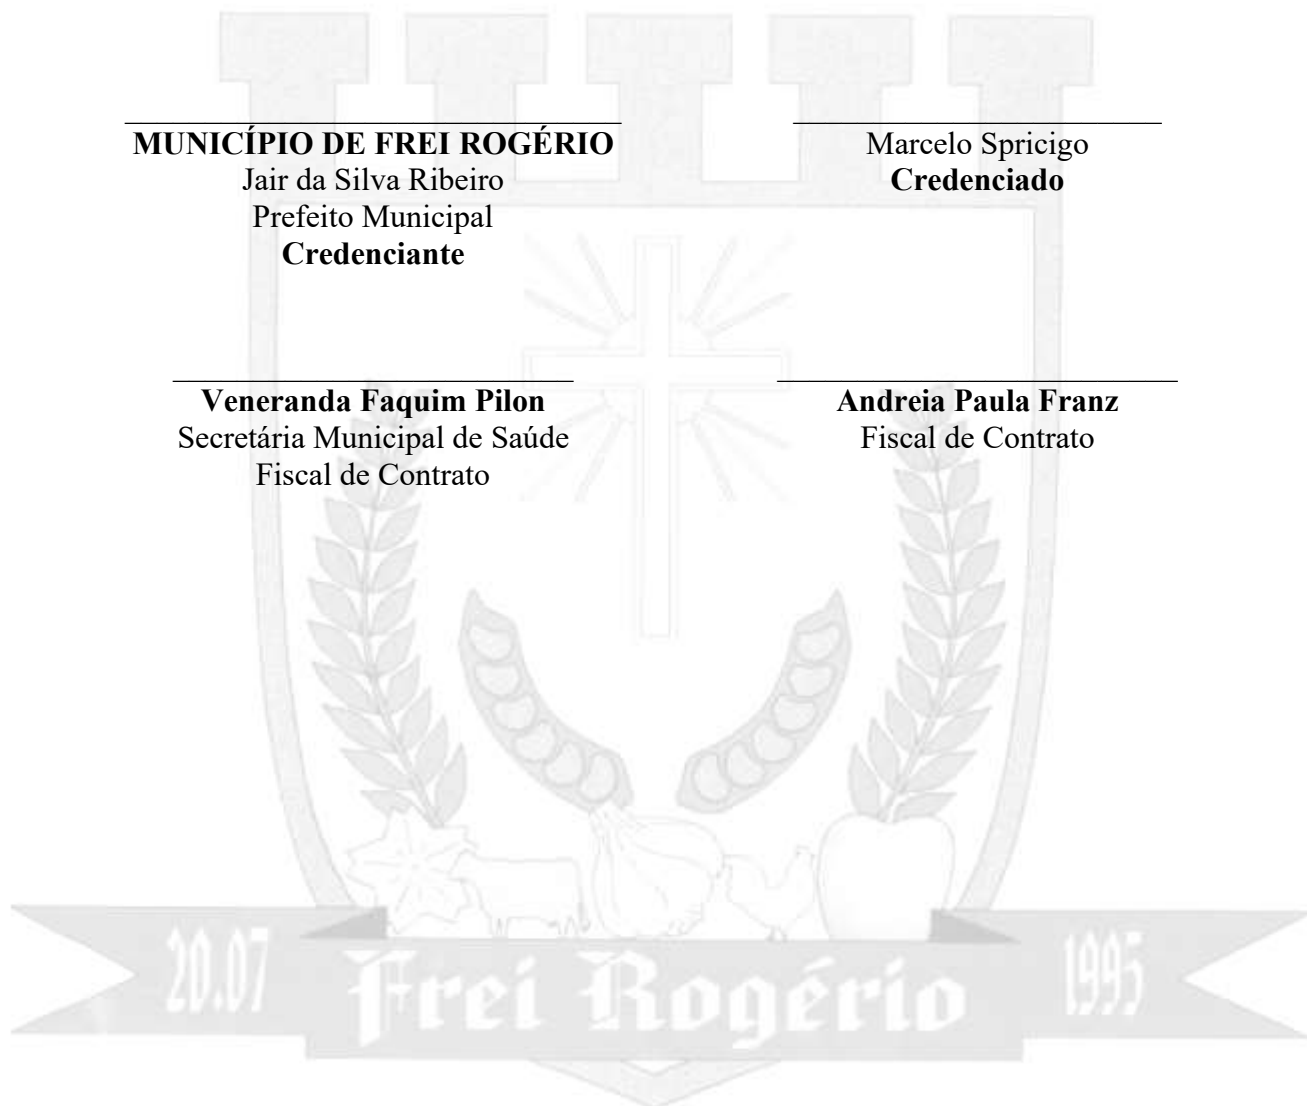 MUNICÍPIO DE FREI ROGÉRIO
Jair da Silva Ribeiro
Prefeito Municipal
Credenciante
Marcelo Spricigo
Credenciado
Veneranda Faquim Pilon
Secretária Municipal de Saúde
Fiscal de Contrato
Andreia Paula Franz
Fiscal de Contrato
20.07
Frei Rogério
1995